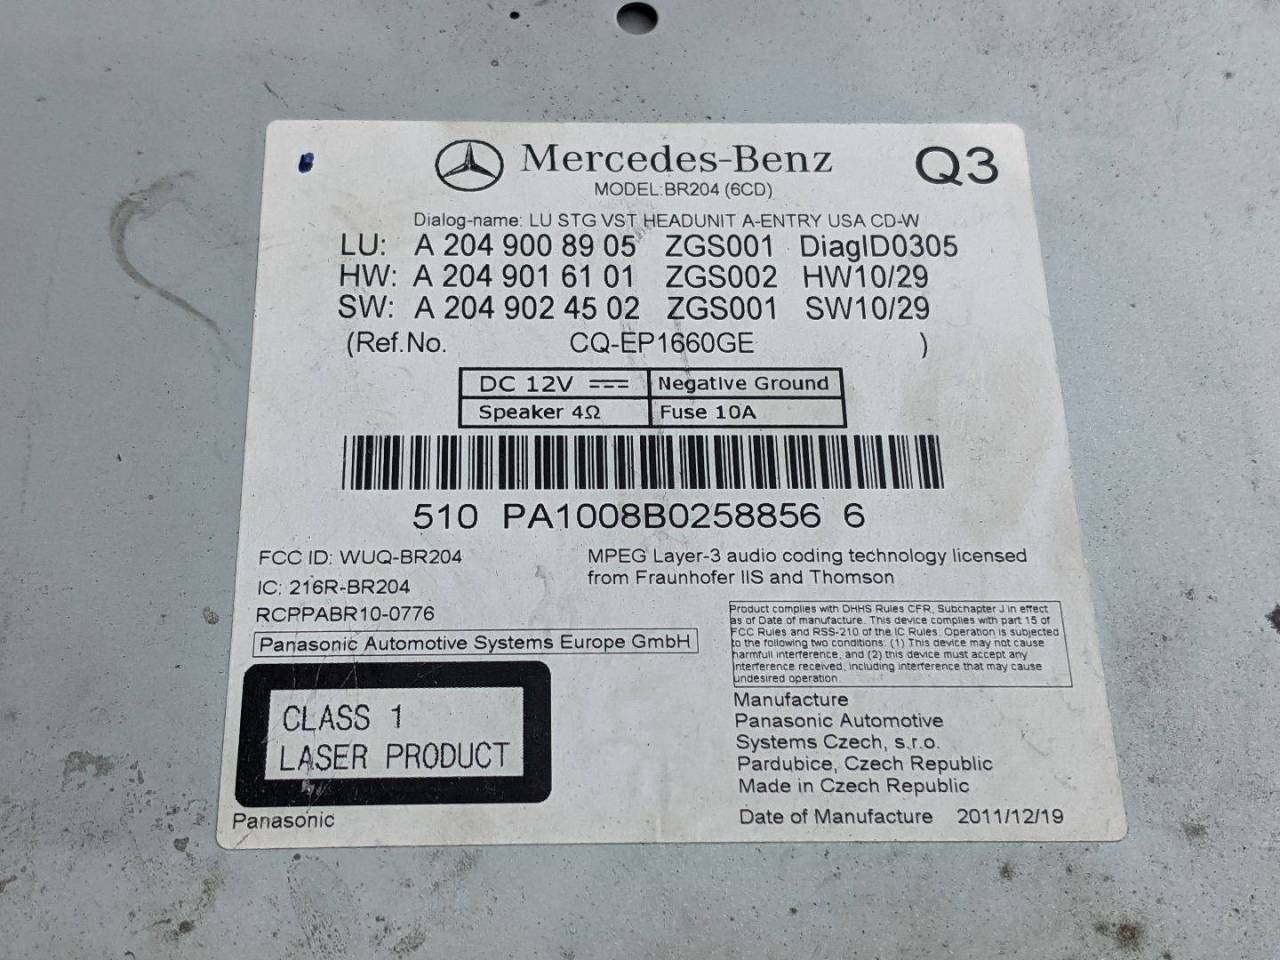 Mercedes-Benz Q3
MODEL:BR204 (6CD)
Dialog-name: LU STG VST HEADUNIT A-ENTRY USA CD-W
LU: A 204 900 89 05 ZGS001 DiagID0305
HW: A 204 901 61 01 ZGS002 HW10/29
SW: A 204 902 45 02 ZGS001 SW10/29
(Ref.No. CQ-EP1660GE )
DC 12V ⎓ Negative Ground
Speaker 4Ω Fuse 10A
510 PA1008B0258856 6
FCC ID: WUQ-BR204
IC: 216R-BR204
RCPPABR10-0776
MPEG Layer-3 audio coding technology licensed
from Fraunhofer IIS and Thomson
Panasonic Automotive Systems Europe GmbH
Product complies with DHHS Rules CFR, Subchapter J in effect
as of Date of manufacture. This device complies with part 15 of
FCC Rules and RSS-210 of the IC Rules. Operation is subjected
to the following two conditions: (1) This device may not cause
harmfull interference, and (2) this device must accept any
interference received, including interference that may cause
undesired operation.
CLASS 1
LASER PRODUCT
Panasonic
Manufacture
Panasonic Automotive
Systems Czech, s.r.o.
Pardubice, Czech Republic
Made in Czech Republic
Date of Manufacture 2011/12/19